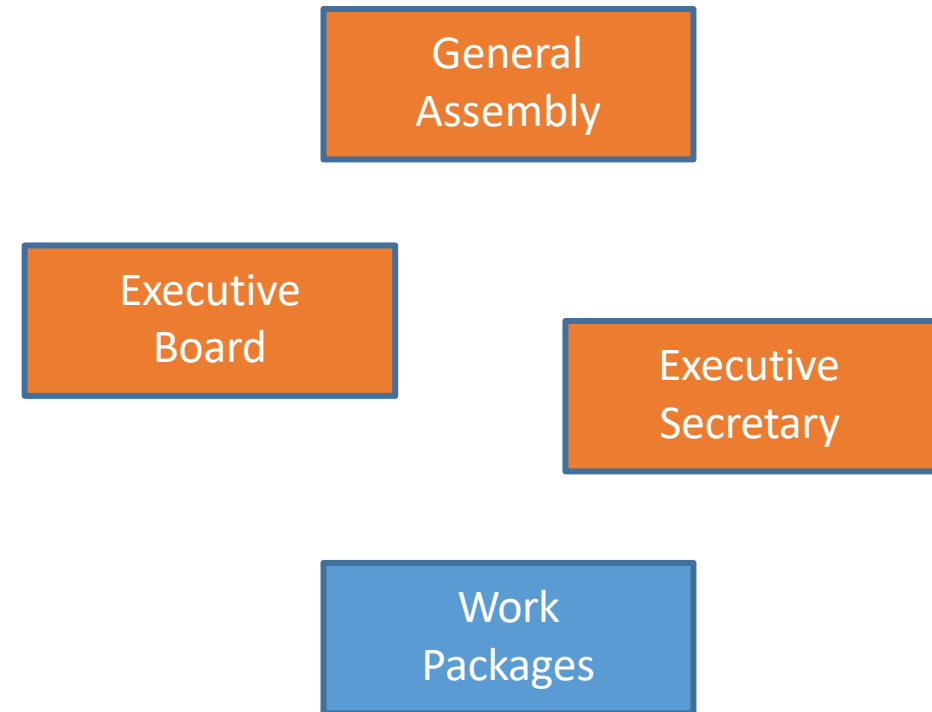 General
Assembly
Executive
Board
Executive
Secretary
Work
Packages